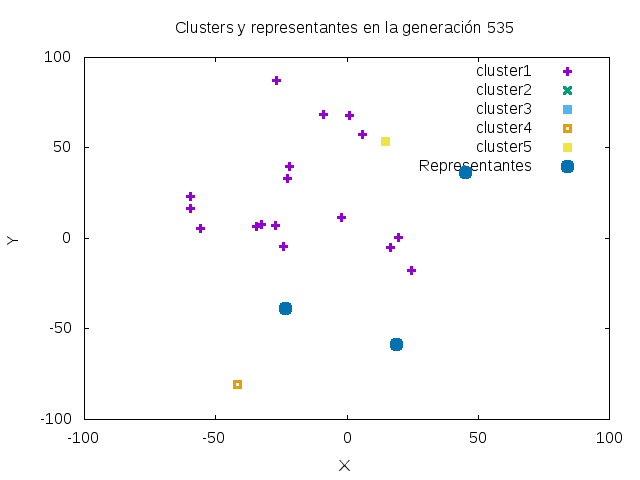 Clusters y representantes en la generación 535
100
50
0
-50
-100
-100
-50
0
50
100
X
Y
cluster1
cluster2
cluster3
cluster4
cluster5
Representantes